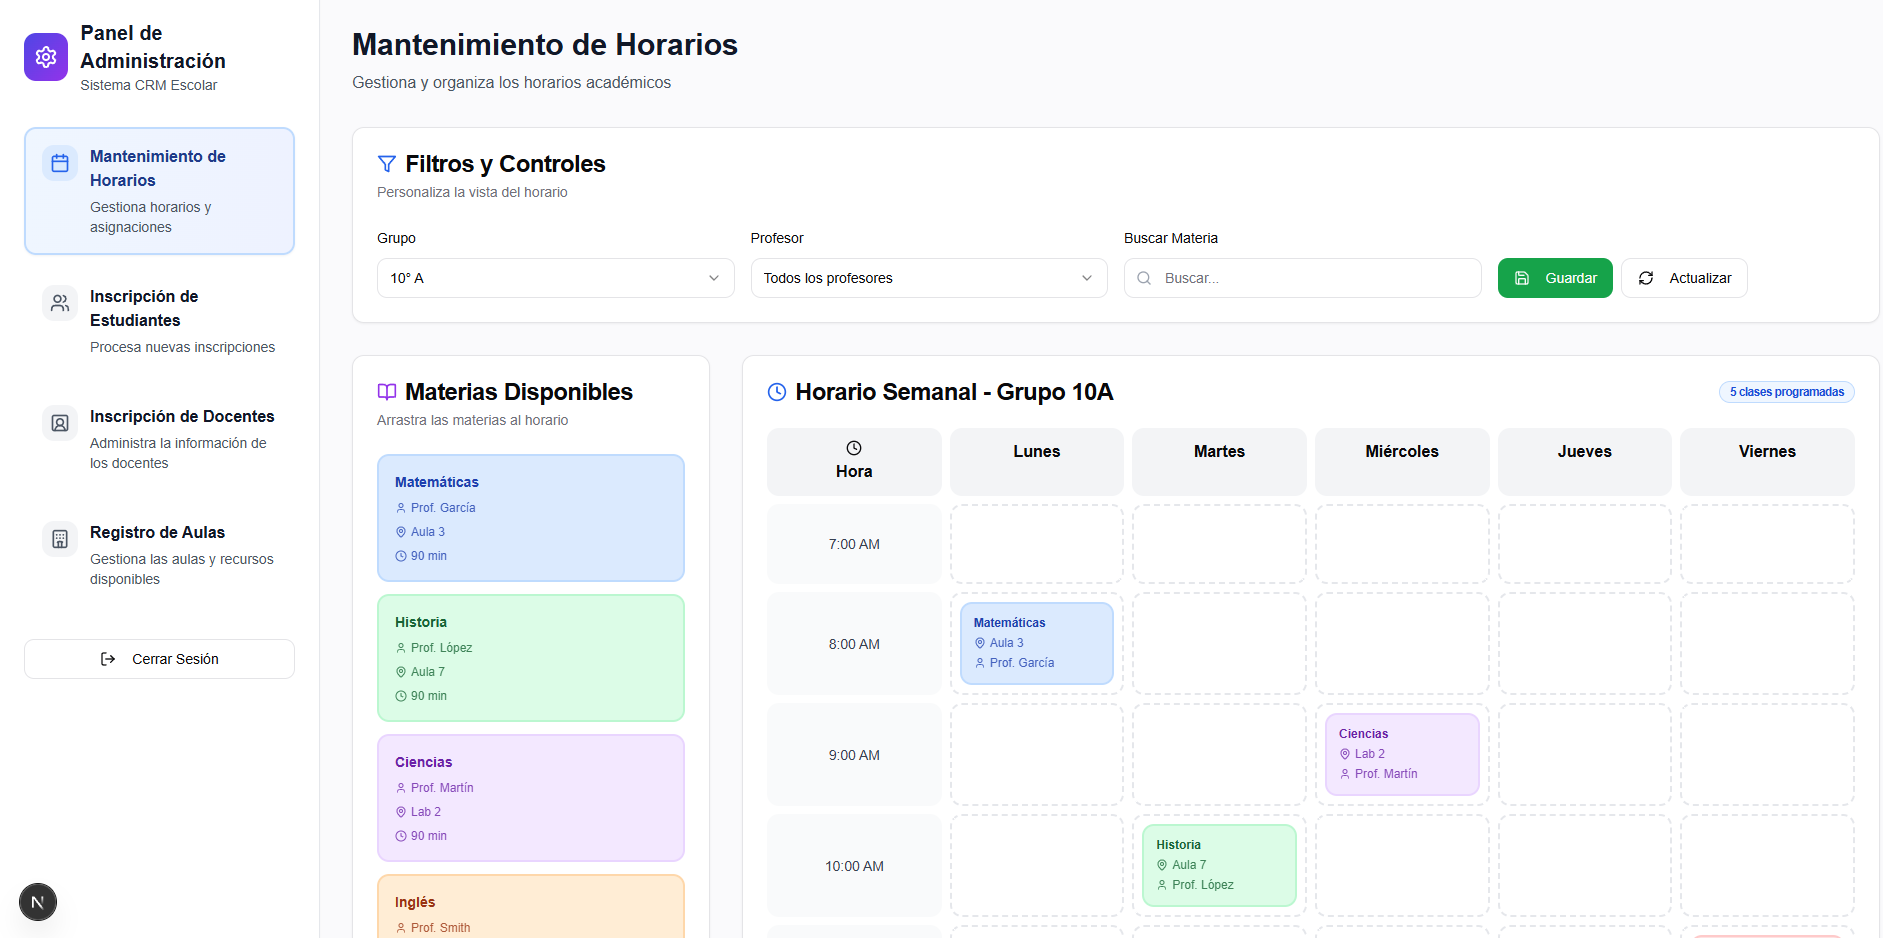 Panel de
Administración
Sistema CRM Escolar
Mantenimiento de
Horarios
Gestiona horarios y
asignaciones
Inscripción de
Estudiantes
Procesa nuevas inscripciones
Inscripción de Docentes
Administra la información de
los docentes
Registro de Aulas
Gestiona las aulas y recursos
disponibles
Cerrar Sesión
N
Mantenimiento de Horarios
Gestiona y organiza los horarios académicos
Filtros y Controles
Personaliza la vista del horario
Grupo
10° A
Profesor
Todos los profesores
Buscar Materia
Buscar...
Guardar
Actualizar
Materias Disponibles
Arrastra las materias al horario
Matemáticas
Prof. García
Aula 3
90 min
Historia
Prof. López
Aula 7
90 min
Ciencias
Prof. Martín
Lab 2
90 min
Inglés
Prof. Smith
Horario Semanal - Grupo 10A
5 clases programadas
Hora
Lunes
Martes
Miércoles
Jueves
Viernes
7:00 AM
8:00 AM
Matemáticas
Aula 3
Prof. García
9:00 AM
Ciencias
Lab 2
Prof. Martín
10:00 AM
Historia
Aula 7
Prof. López